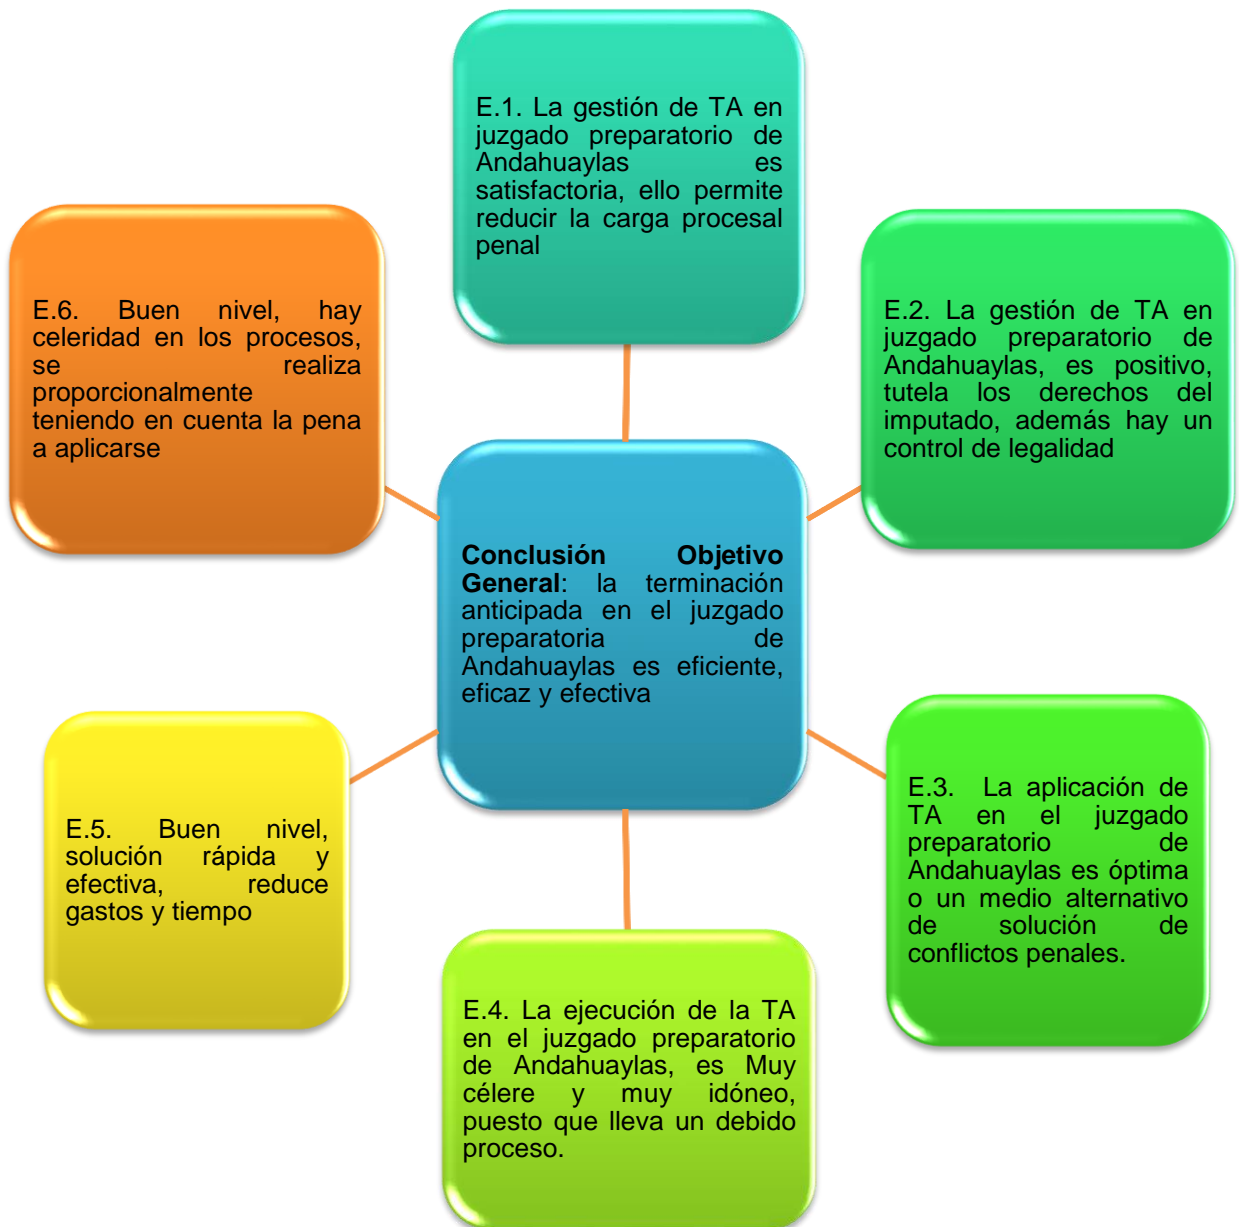 E.1. La gestión de TA en
juzgado preparatorio de
Andahuaylas es
satisfactoria, ello permite
reducir la carga procesal
penal
E.2. La gestión de TA en
juzgado preparatorio de
Andahuaylas, es positivo,
tutela los derechos del
imputado, además hay un
control de legalidad
E.3. La aplicación de
TA en el juzgado
preparatorio de
Andahuaylas es óptima
o un medio alternativo
de solución de
conflictos penales.
E.4. La ejecución de la TA
en el juzgado preparatorio
de Andahuaylas, es Muy
célere y muy idóneo,
puesto que lleva un debido
proceso.
E.5. Buen nivel,
solución rápida y
efectiva, reduce
gastos y tiempo
E.6. Buen nivel, hay
celeridad en los procesos,
se realiza
proporcionalmente
teniendo en cuenta la pena
a aplicarse
Conclusión Objetivo
General: la terminación
anticipada en el juzgado
preparatoria de
Andahuaylas es eficiente,
eficaz y efectiva